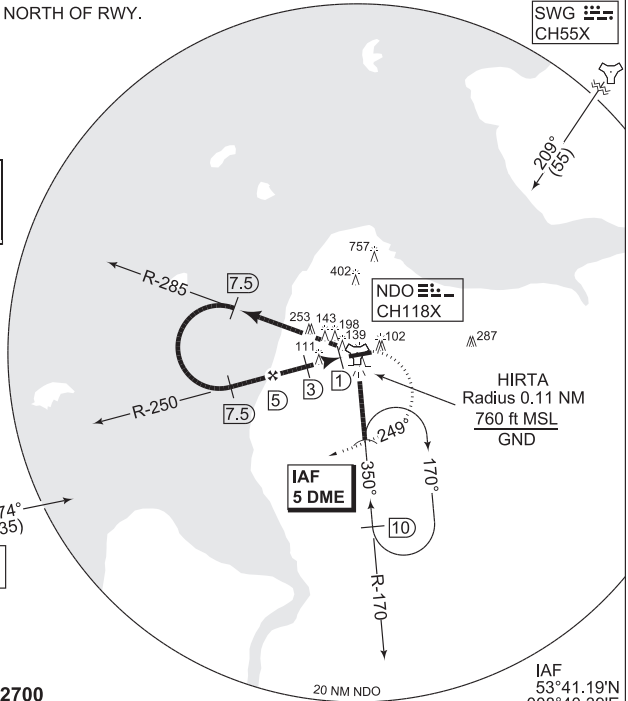 NORTH OF RWY.
SWG
CH55X
209°
(55)
757
402
R-285
7.5
NDO
CH118X
253
143
198
139
102
287
111
1
3
5
7.5
R-250
HIRTA
Radius 0.11 NM
760 ft MSL
GND
249°
IAF
5 DME
350°
170°
74°
35)
10
R-170
2700
20 NM NDO
IAF
53°41.19'N